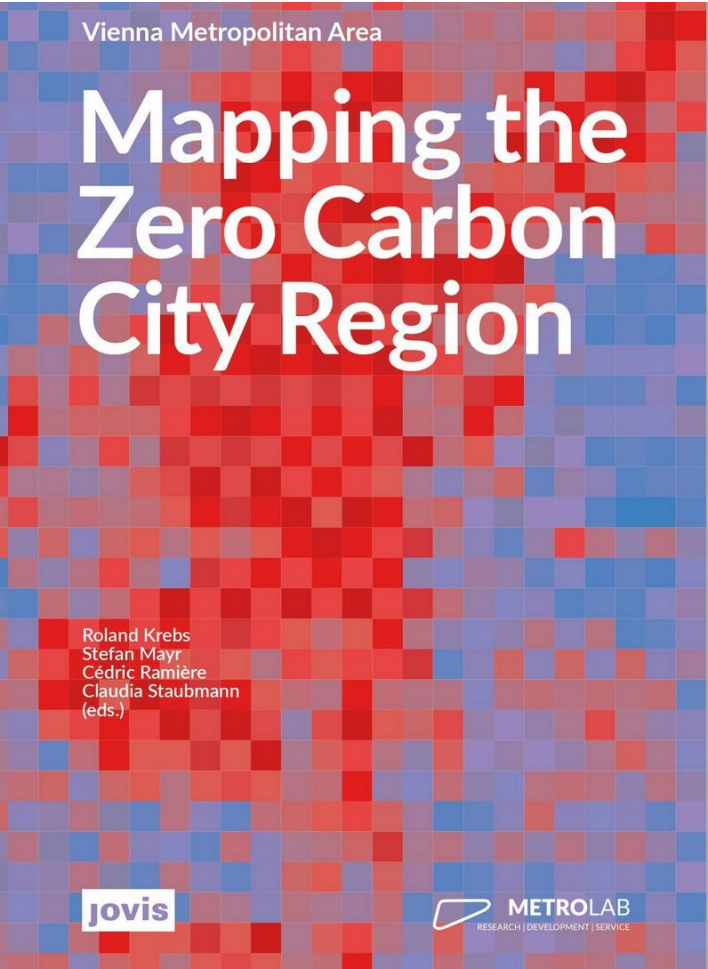 Vienna Metropolitan Area
Mapping the
Zero Carbon
City Region
Roland Krebs
Stefan Mayr
Cédric Ramière
Claudia Staubmann
(eds.)
jovis
METROLAB
RESEARCH | DEVELOPMENT | SERVICE